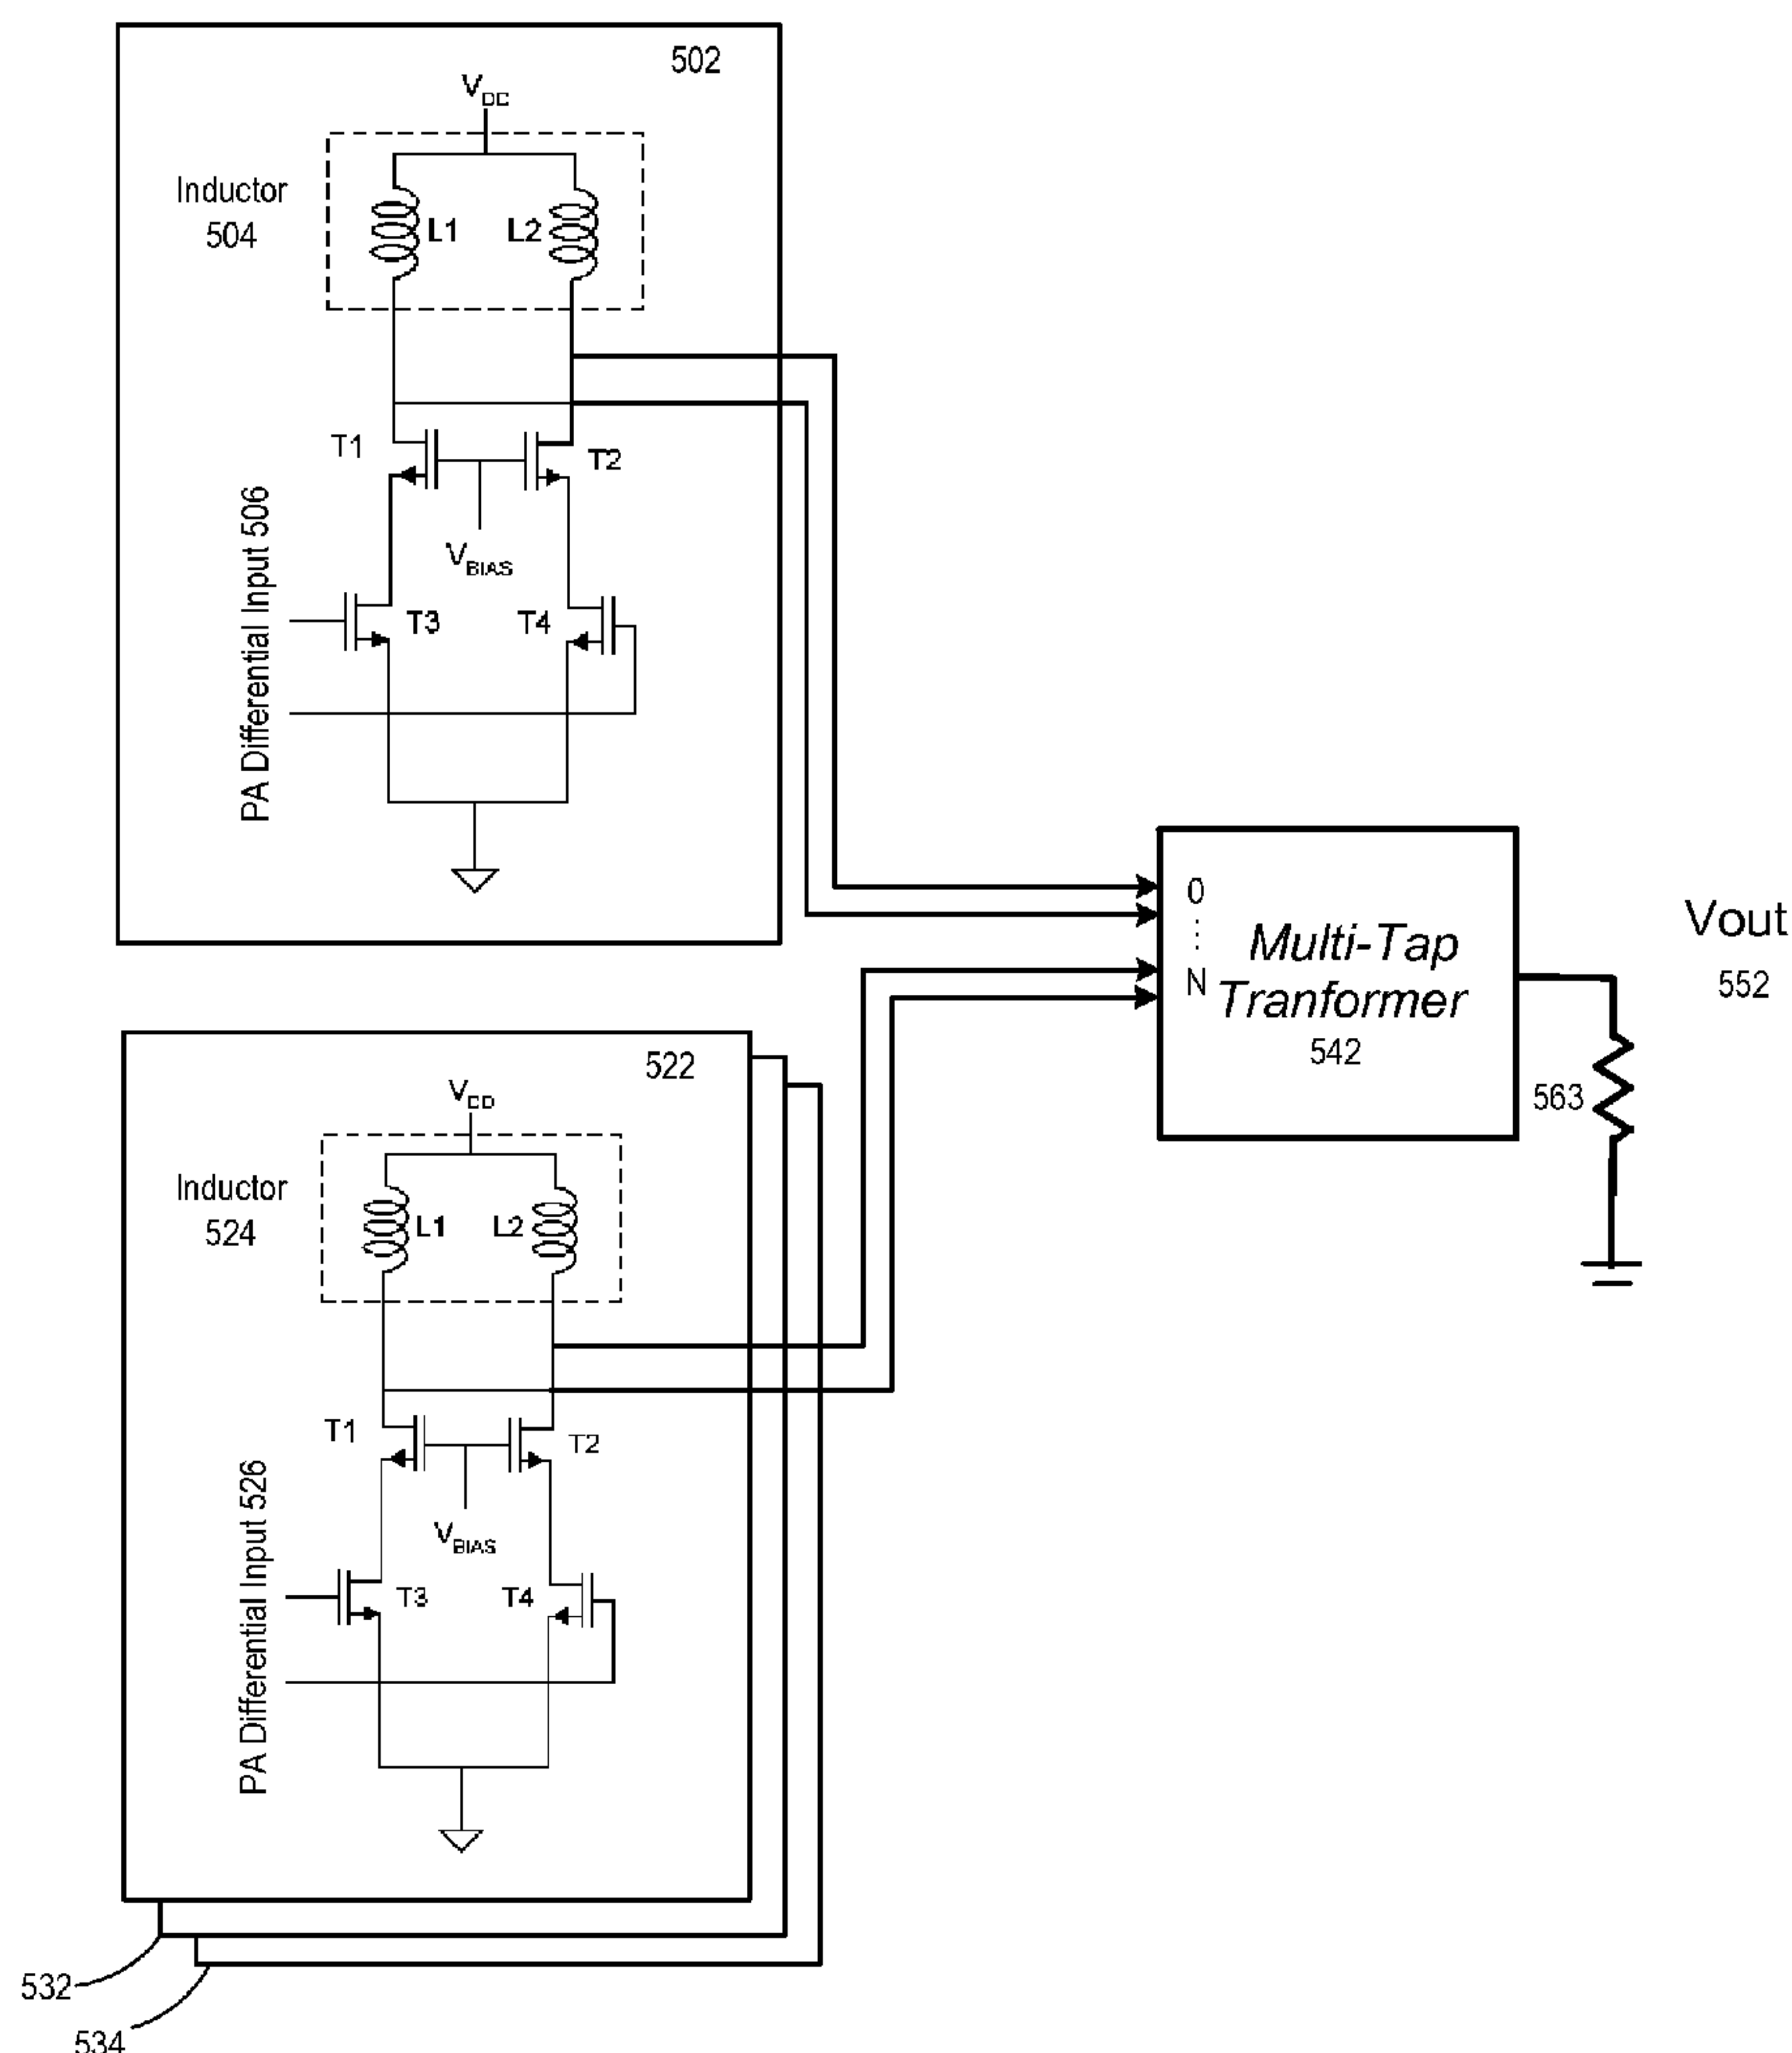 502
VDC
Inductor
504
L1
L2
T1
T2
VBIAS
PA Differential Input 506
T3
T4
0
⋮
N
Multi-Tap
Tranformer
542
Vout
552
563
522
VCD
Inductor
524
L1
L2
T1
T2
VBIAS
PA Differential Input 526
T3
T4
532
534